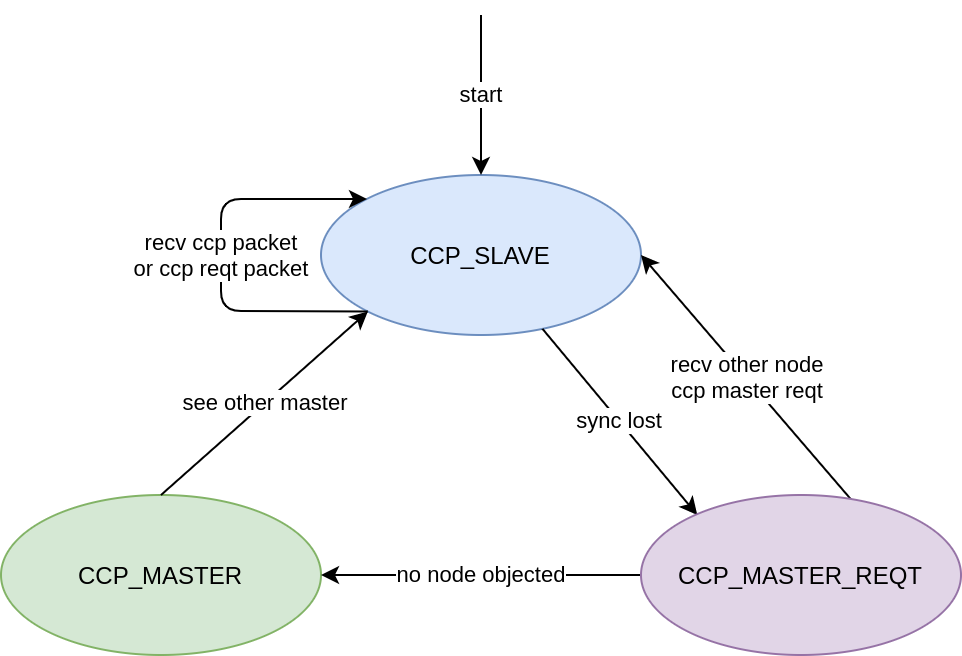 start
recv ccp packet
or ccp reqt packet
CCP_SLAVE
recv other node
ccp master reqt
see other master
sync lost
CCP_MASTER
no node objected
CCP_MASTER_REQT